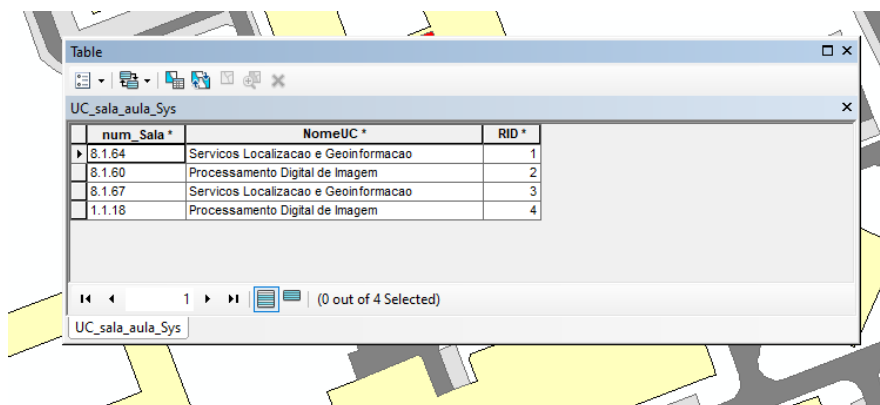 Table
UC_sala_aula_Sys
num_Sala * NomeUC * RID *
8.1.64 Servicos Localizacao e Geoinformacao 1
8.1.60 Processamento Digital de Imagem 2
8.1.67 Servicos Localizacao e Geoinformacao 3
1.1.18 Processamento Digital de Imagem 4
1 (0 out of 4 Selected)
UC_sala_aula_Sys